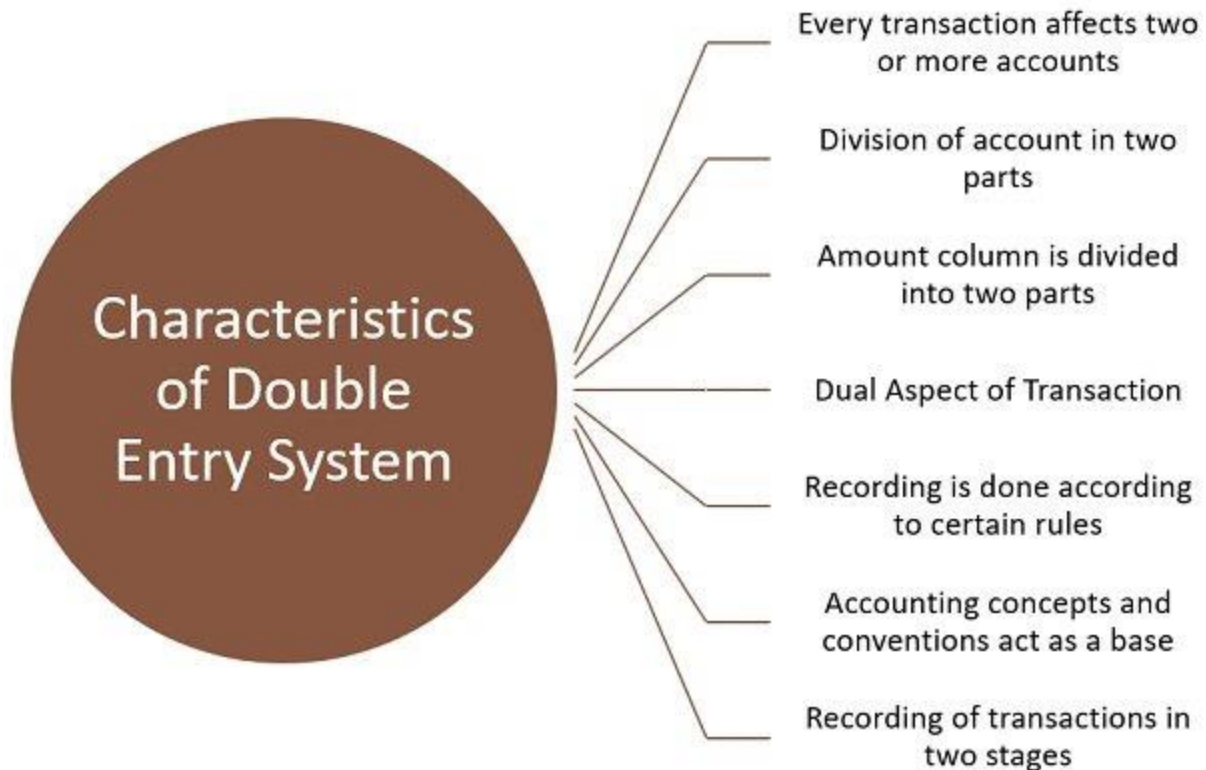 Characteristics
of Double
Entry System
Every transaction affects two
or more accounts
Division of account in two
parts
Amount column is divided
into two parts
Dual Aspect of Transaction
Recording is done according
to certain rules
Accounting concepts and
conventions act as a base
Recording of transactions in
two stages